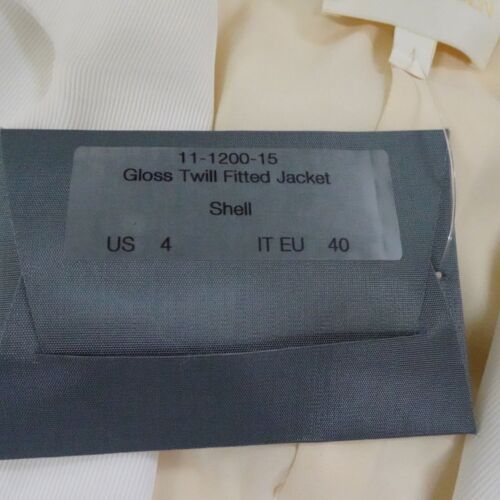 11-1200-15
Gloss Twill Fitted Jacket
Shell
US 4 IT EU 40